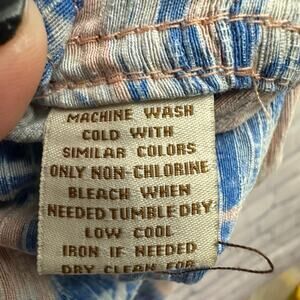 MACHINE WASH
COLD WITH
SIMILAR COLORS
ONLY NON-CHLORINE
BLEACH WHEN
NEEDED TUMBLE DRY
LOW COOL
IRON IF NEEDED
DRY CLEAN FOR